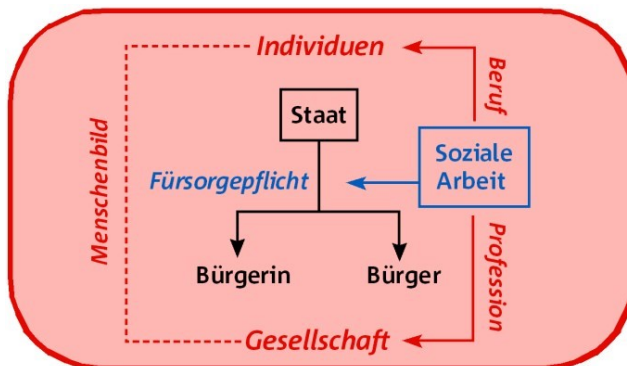 Individuen
Beruf
Staat
Soziale
Arbeit
Fürsorgepflicht
Menschenbild
Bürgerin
Bürger
Profession
Gesellschaft